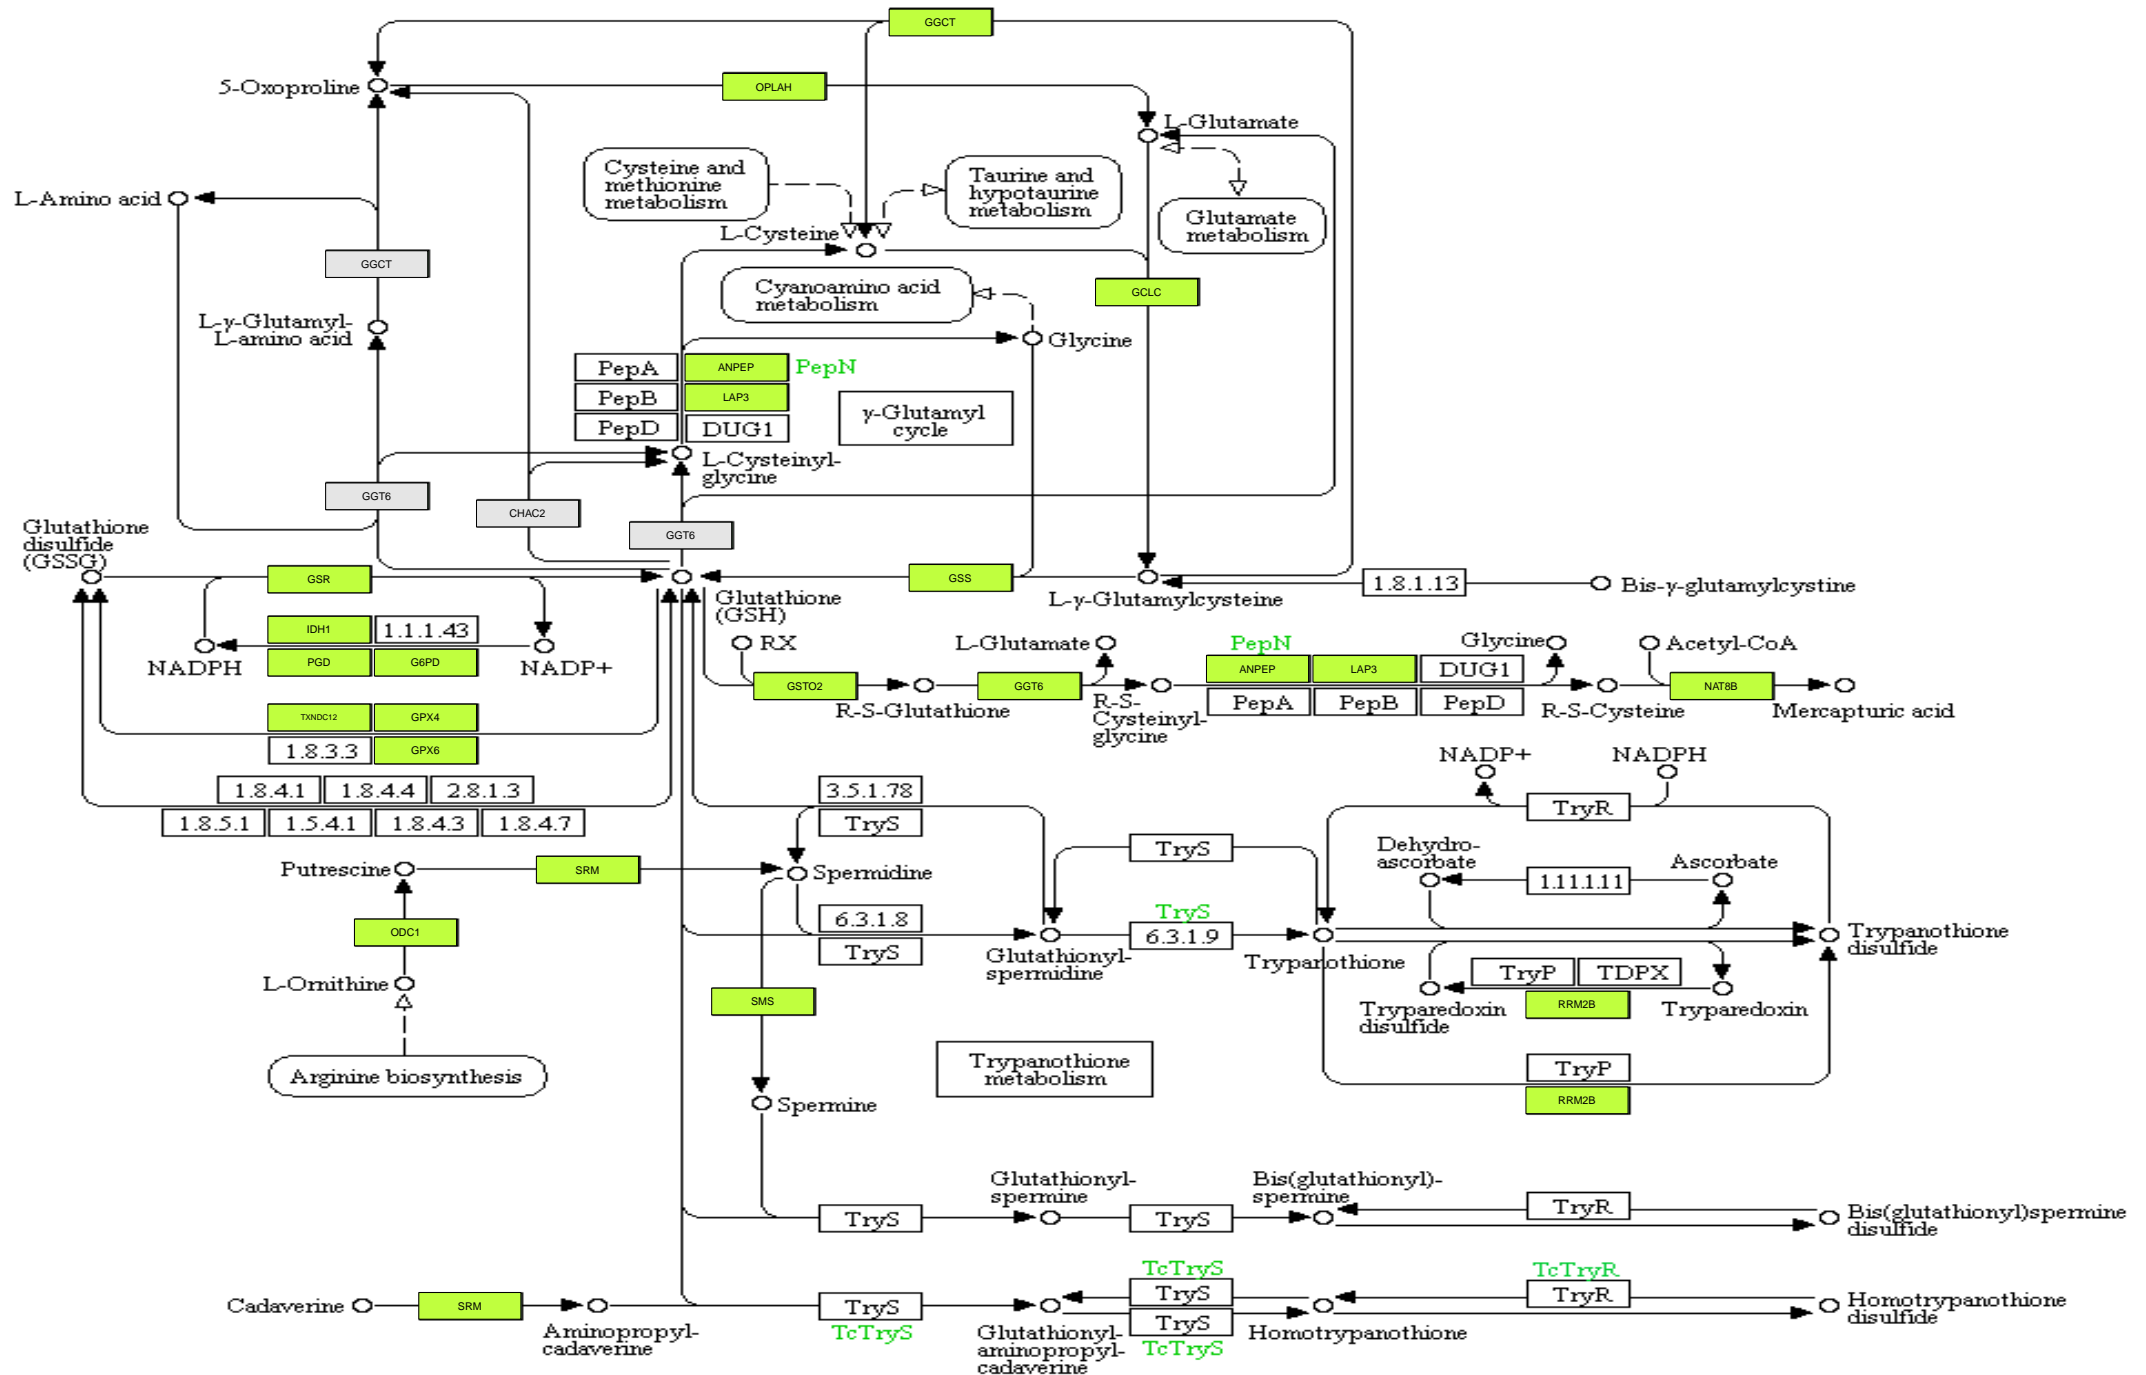 GGCT
5-Oxoproline
OPLAH
L-Glutamate
Cysteine and
methionine
metabolism
Taurine and
hypotaurine
metabolism
L-Amino acid
Glutamate
metabolism
L-Cysteine
GGCT
Cyanoamino acid
metabolism
GCLC
L-γ-Glutamyl-
L-amino acid
Glycine
PepA
ANPEP
PepN
PepB
LAP3
PepD
DUG1
γ-Glutamyl
cycle
L-Cysteinyl-
glycine
GGT6
CHAC2
GGT6
Glutathione
disulfide
(GSSG)
GSR
GSS
Glutathione
(GSH)
L-γ-Glutamylcysteine
1.8.1.13
Bis-γ-glutamylcystine
IDH1
1.1.1.43
NADPH
PGD
G6PD
NADP+
RX
L-Glutamate
PepN
Glycine
Acetyl-CoA
GSTO2
R-S-Glutathione
GGT6
R-S-
Cysteinyl-
glycine
ANPEP
LAP3
DUG1
PepA
PepB
PepD
R-S-Cysteine
NAT8B
Mercapturic acid
TXNDC12
GPX4
1.8.3.3
GPX6
1.8.4.1
1.8.4.4
2.8.1.3
1.8.5.1
1.5.4.1
1.8.4.3
1.8.4.7
3.5.1.78
TryS
NADP+
NADPH
TryR
Putrescine
SRM
Spermidine
TryS
Dehydro-
ascorbate
Ascorbate
1.11.1.11
ODC1
6.3.1.8
TryS
Glutathionyl-
spermidine
TryS
6.3.1.9
Trypanothione
Trypanothione
disulfide
L-Ornithine
SMS
TryP
TDPX
RRM2B
Tryparedoxin
disulfide
Tryparedoxin
Arginine biosynthesis
Trypanothione
metabolism
TryP
RRM2B
Spermine
Glutathionyl-
spermine
Bis(glutathionyl)-
spermine
TryS
TryS
TryR
Bis(glutathionyl)spermine
disulfide
Cadaverine
SRM
Aminopropyl-
cadaverine
TryS
TcTryS
TcTryS
TryS
TryS
TcTryS
Glutathionyl-
aminopropyl-
cadaverine
Homotrypanothione
TcTryR
TryR
Homotrypanothione
disulfide